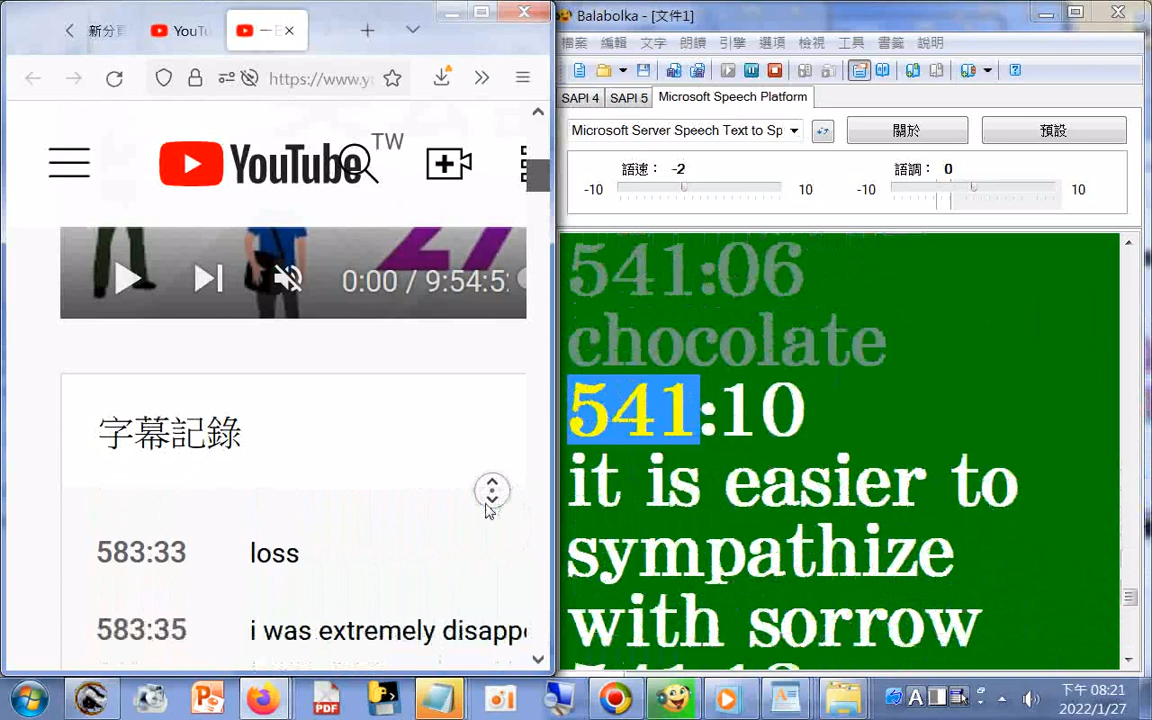 新分頁
YouTu
https://www.y
TW
YouTube
27
0:00 / 9:54:5
字幕記錄
583:33 loss
583:35 i was extremely disapp
Balabolka - [文件1]
檔案 編輯 文字 朗讀 引擎 選項 檢視 工具 書籤 說明
SAPI 4 SAPI 5 Microsoft Speech Platform
Microsoft Server Speech Text to Sp
關於 預設
語速: -2 語調: 0
-10 10 -10 10
541:06
chocolate
541:10
it is easier to
sympathize
with sorrow
PDF
A
下午 08:21
2022/1/27